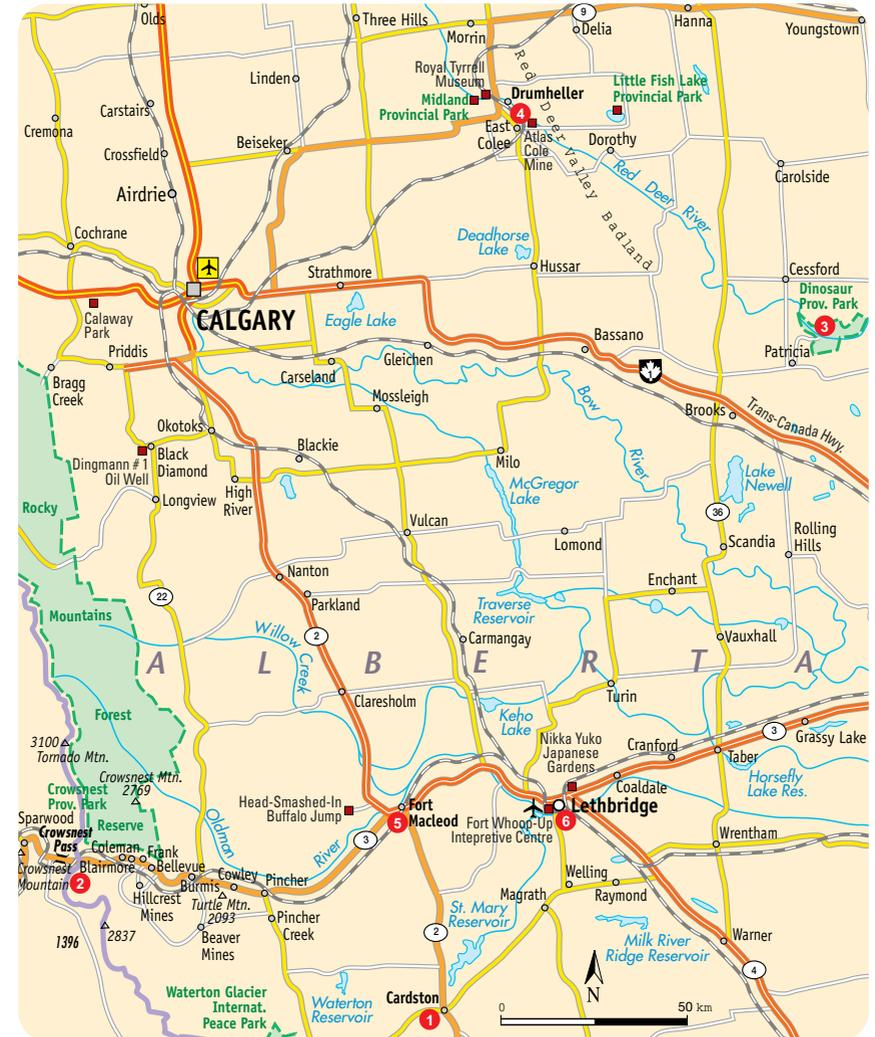 Olds
Three Hills
Morrin
9
Delia
Hanna
Youngstown
Linden
Royal Tyrrell
Museum
Midland
Provincial Park
Drumheller
4
Little Fish Lake
Provincial Park
Carstairs
Cremona
East
Colee
Atlas
Cole
Mine
Dorothy
Red Deer Valley Badland
Beiseker
Crossfield
Red Deer River
Carolside
Airdrie
Cochrane
Deadhorse
Lake
Hussar
Strathmore
Cessford
Dinosaur
Prov. Park
3
Calaway
Park
CALGARY
Eagle Lake
Bassano
Patricia
Priddis
Gleichen
1
Bragg
Creek
Carseland
Mossleigh
Bow River
Brooks
Trans-Canada Hwy.
Okotoks
Blackie
Dingmann # 1
Oil Well
Black
Diamond
Milo
Lake
Newell
Longview
High
River
McGregor
Lake
Rocky
36
Vulcan
Lomond
Scandia
Rolling
Hills
Nanton
Enchant
22
Parkland
Mountains
Traverse
Reservoir
Willow Creek
2
Carmangay
Vauxhall
ALBERTA
Claresholm
Turin
Forest
Keho
Lake
3100
Tornado Mtn.
Nikka Yuko
Japanese
Gardens
Cranford
3
Grassy Lake
Taber
Crowsnest Mtn.
2769
Crowsnest
Prov. Park
Coaldale
Horsefly
Lake Res.
Head-Smashed-In
Buffalo Jump
Fort
Macleod
5
Lethbridge
6
Fort Whoop-Up
Intepretive Centre
Reserve
Sparwood
Crowsnest
Pass
Oldman River
3
Wrentham
Coleman
Frank
Blairmore
Bellevue
Crowsnest
Mountain
2
Burmis
Cowley
Pincher
Welling
Raymond
Hillcrest
Mines
Turtle Mtn.
2093
Magrath
Pincher
Creek
St. Mary
Reservoir
1396
2837
Beaver
Mines
2
Milk River
Ridge Reservoir
Warner
4
Waterton Glacier
Internat.
Peace Park
Waterton
Reservoir
Cardston
1
N
0
50 km